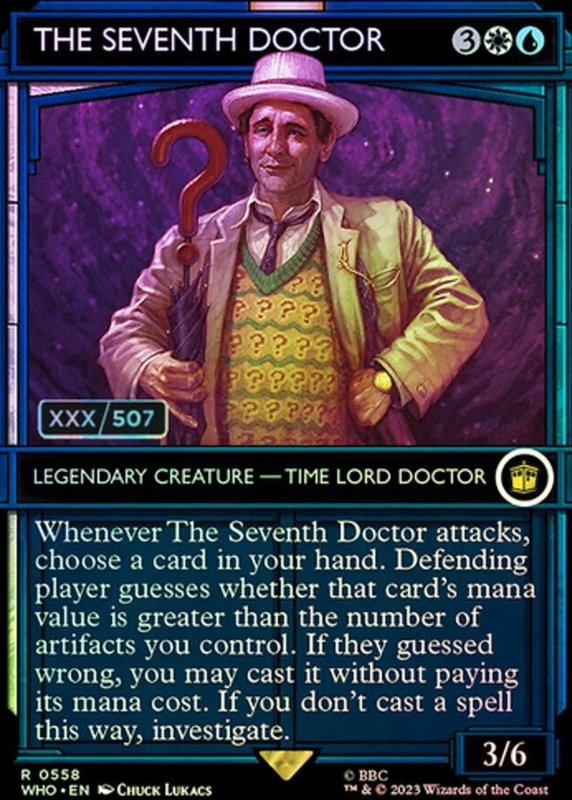 THE SEVENTH DOCTOR 3
XXX/507
LEGENDARY CREATURE — TIME LORD DOCTOR
Whenever The Seventh Doctor attacks,
choose a card in your hand. Defending
player guesses whether that card's mana
value is greater than the number of
artifacts you control. If they guessed
wrong, you may cast it without paying
its mana cost. If you don't cast a spell
this way, investigate.
3/6
R 0558
WHO • EN CHUCK LUKACS
© BBC
™ & © 2023 Wizards of the Coast